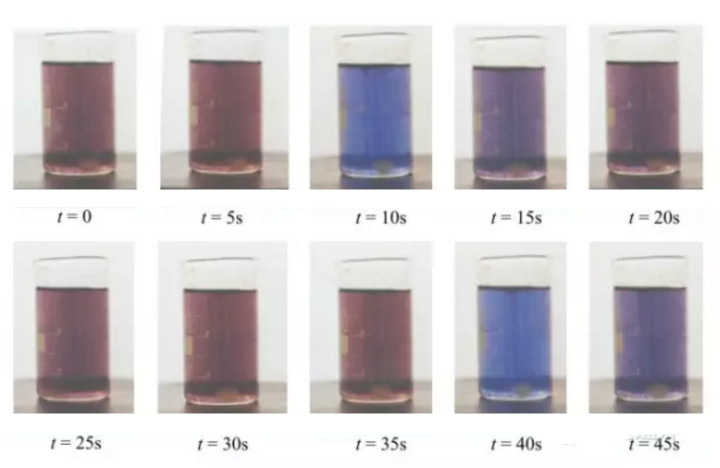 t = 0
t = 5s
t = 10s
t = 15s
t = 20s
t = 25s
t = 30s
t = 35s
t = 40s
t = 45s